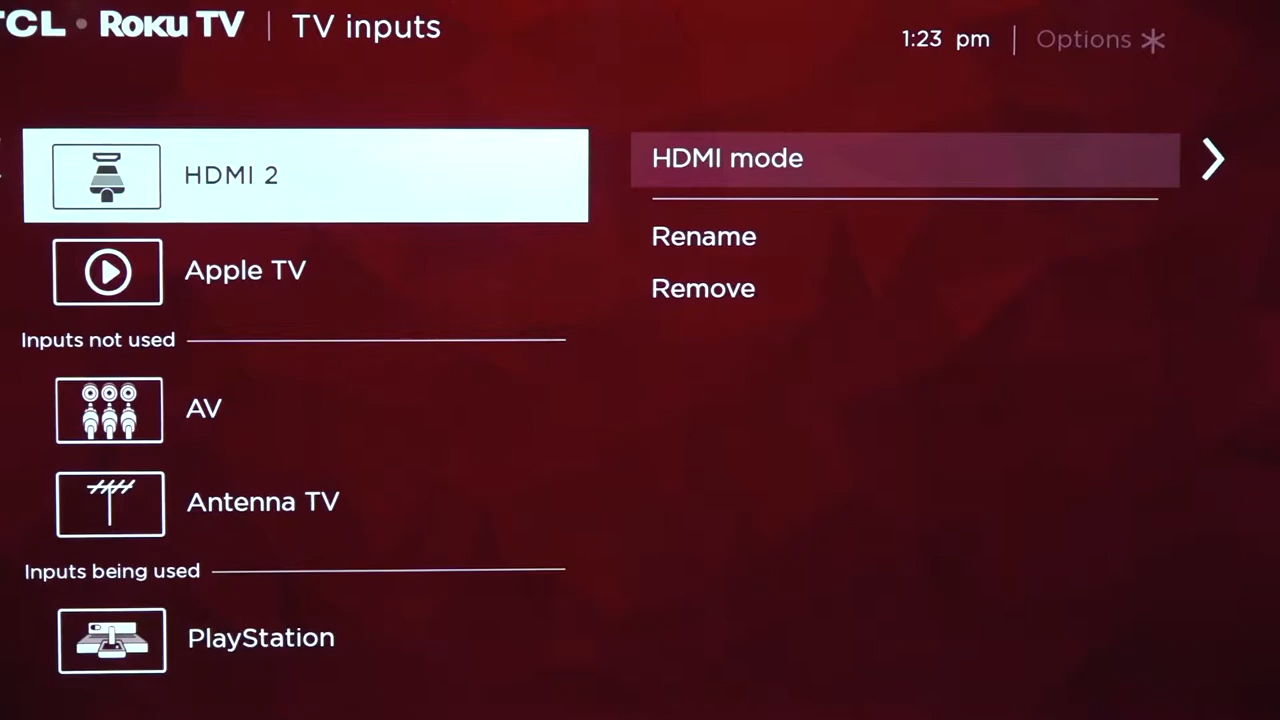 TCL • Roku TV | TV inputs
1:23 pm | Options
HDMI 2
Apple TV
Inputs not used
AV
Antenna TV
Inputs being used
PlayStation
HDMI mode
Rename
Remove